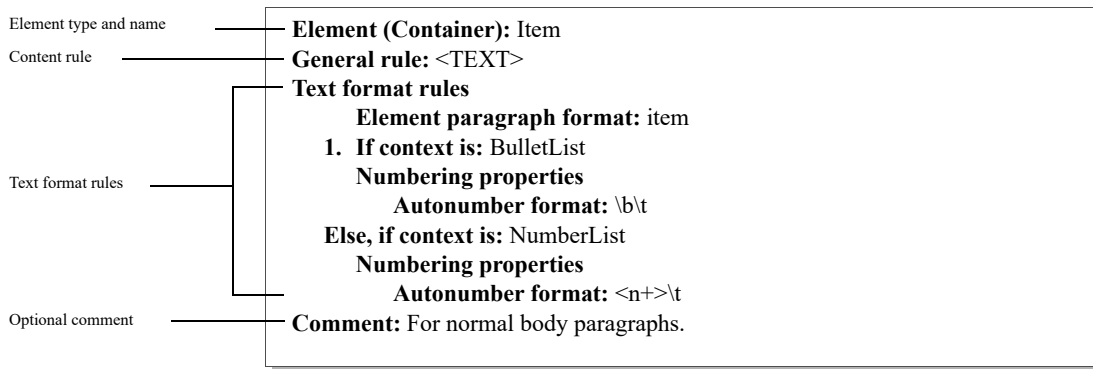 Element type and name
Element (Container): Item
Content rule
General rule: <TEXT>
Text format rules
Element paragraph format: item
1. If context is: BulletList
Numbering properties
Text format rules
Autonumber format: \b\t
Else, if context is: NumberList
Numbering properties
Autonumber format: <n+>\t
Optional comment
Comment: For normal body paragraphs.